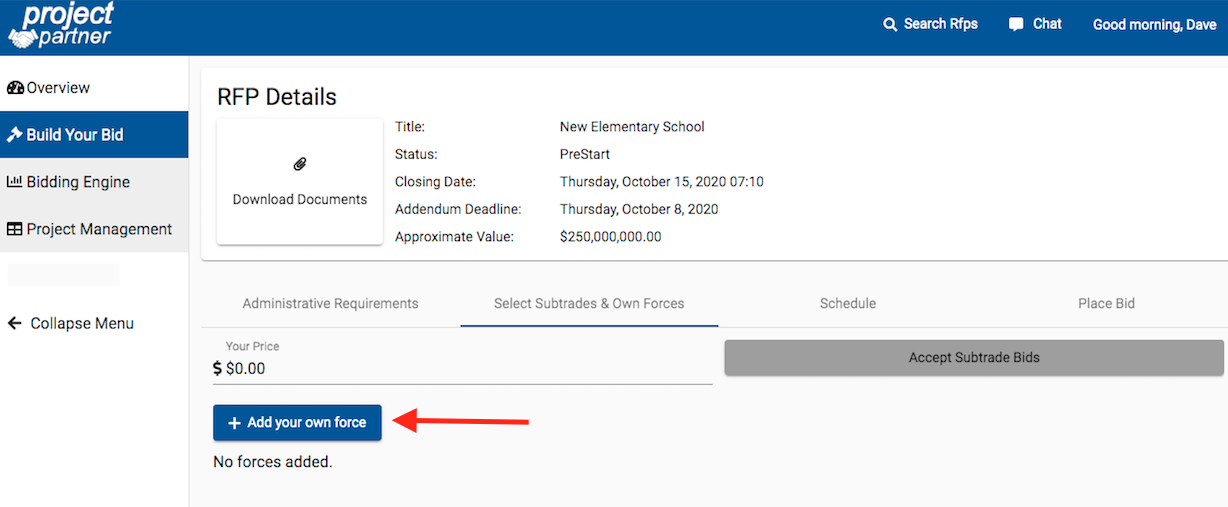 project
partner
Search Rfps
Chat
Good morning, Dave
Overview
Build Your Bid
Bidding Engine
Project Management
Collapse Menu
RFP Details
Download Documents
Title: New Elementary School
Status: PreStart
Closing Date: Thursday, October 15, 2020 07:10
Addendum Deadline: Thursday, October 8, 2020
Approximate Value: $250,000,000.00
Administrative Requirements
Select Subtrades & Own Forces
Schedule
Place Bid
Your Price
$ $0.00
Accept Subtrade Bids
+ Add your own force
No forces added.